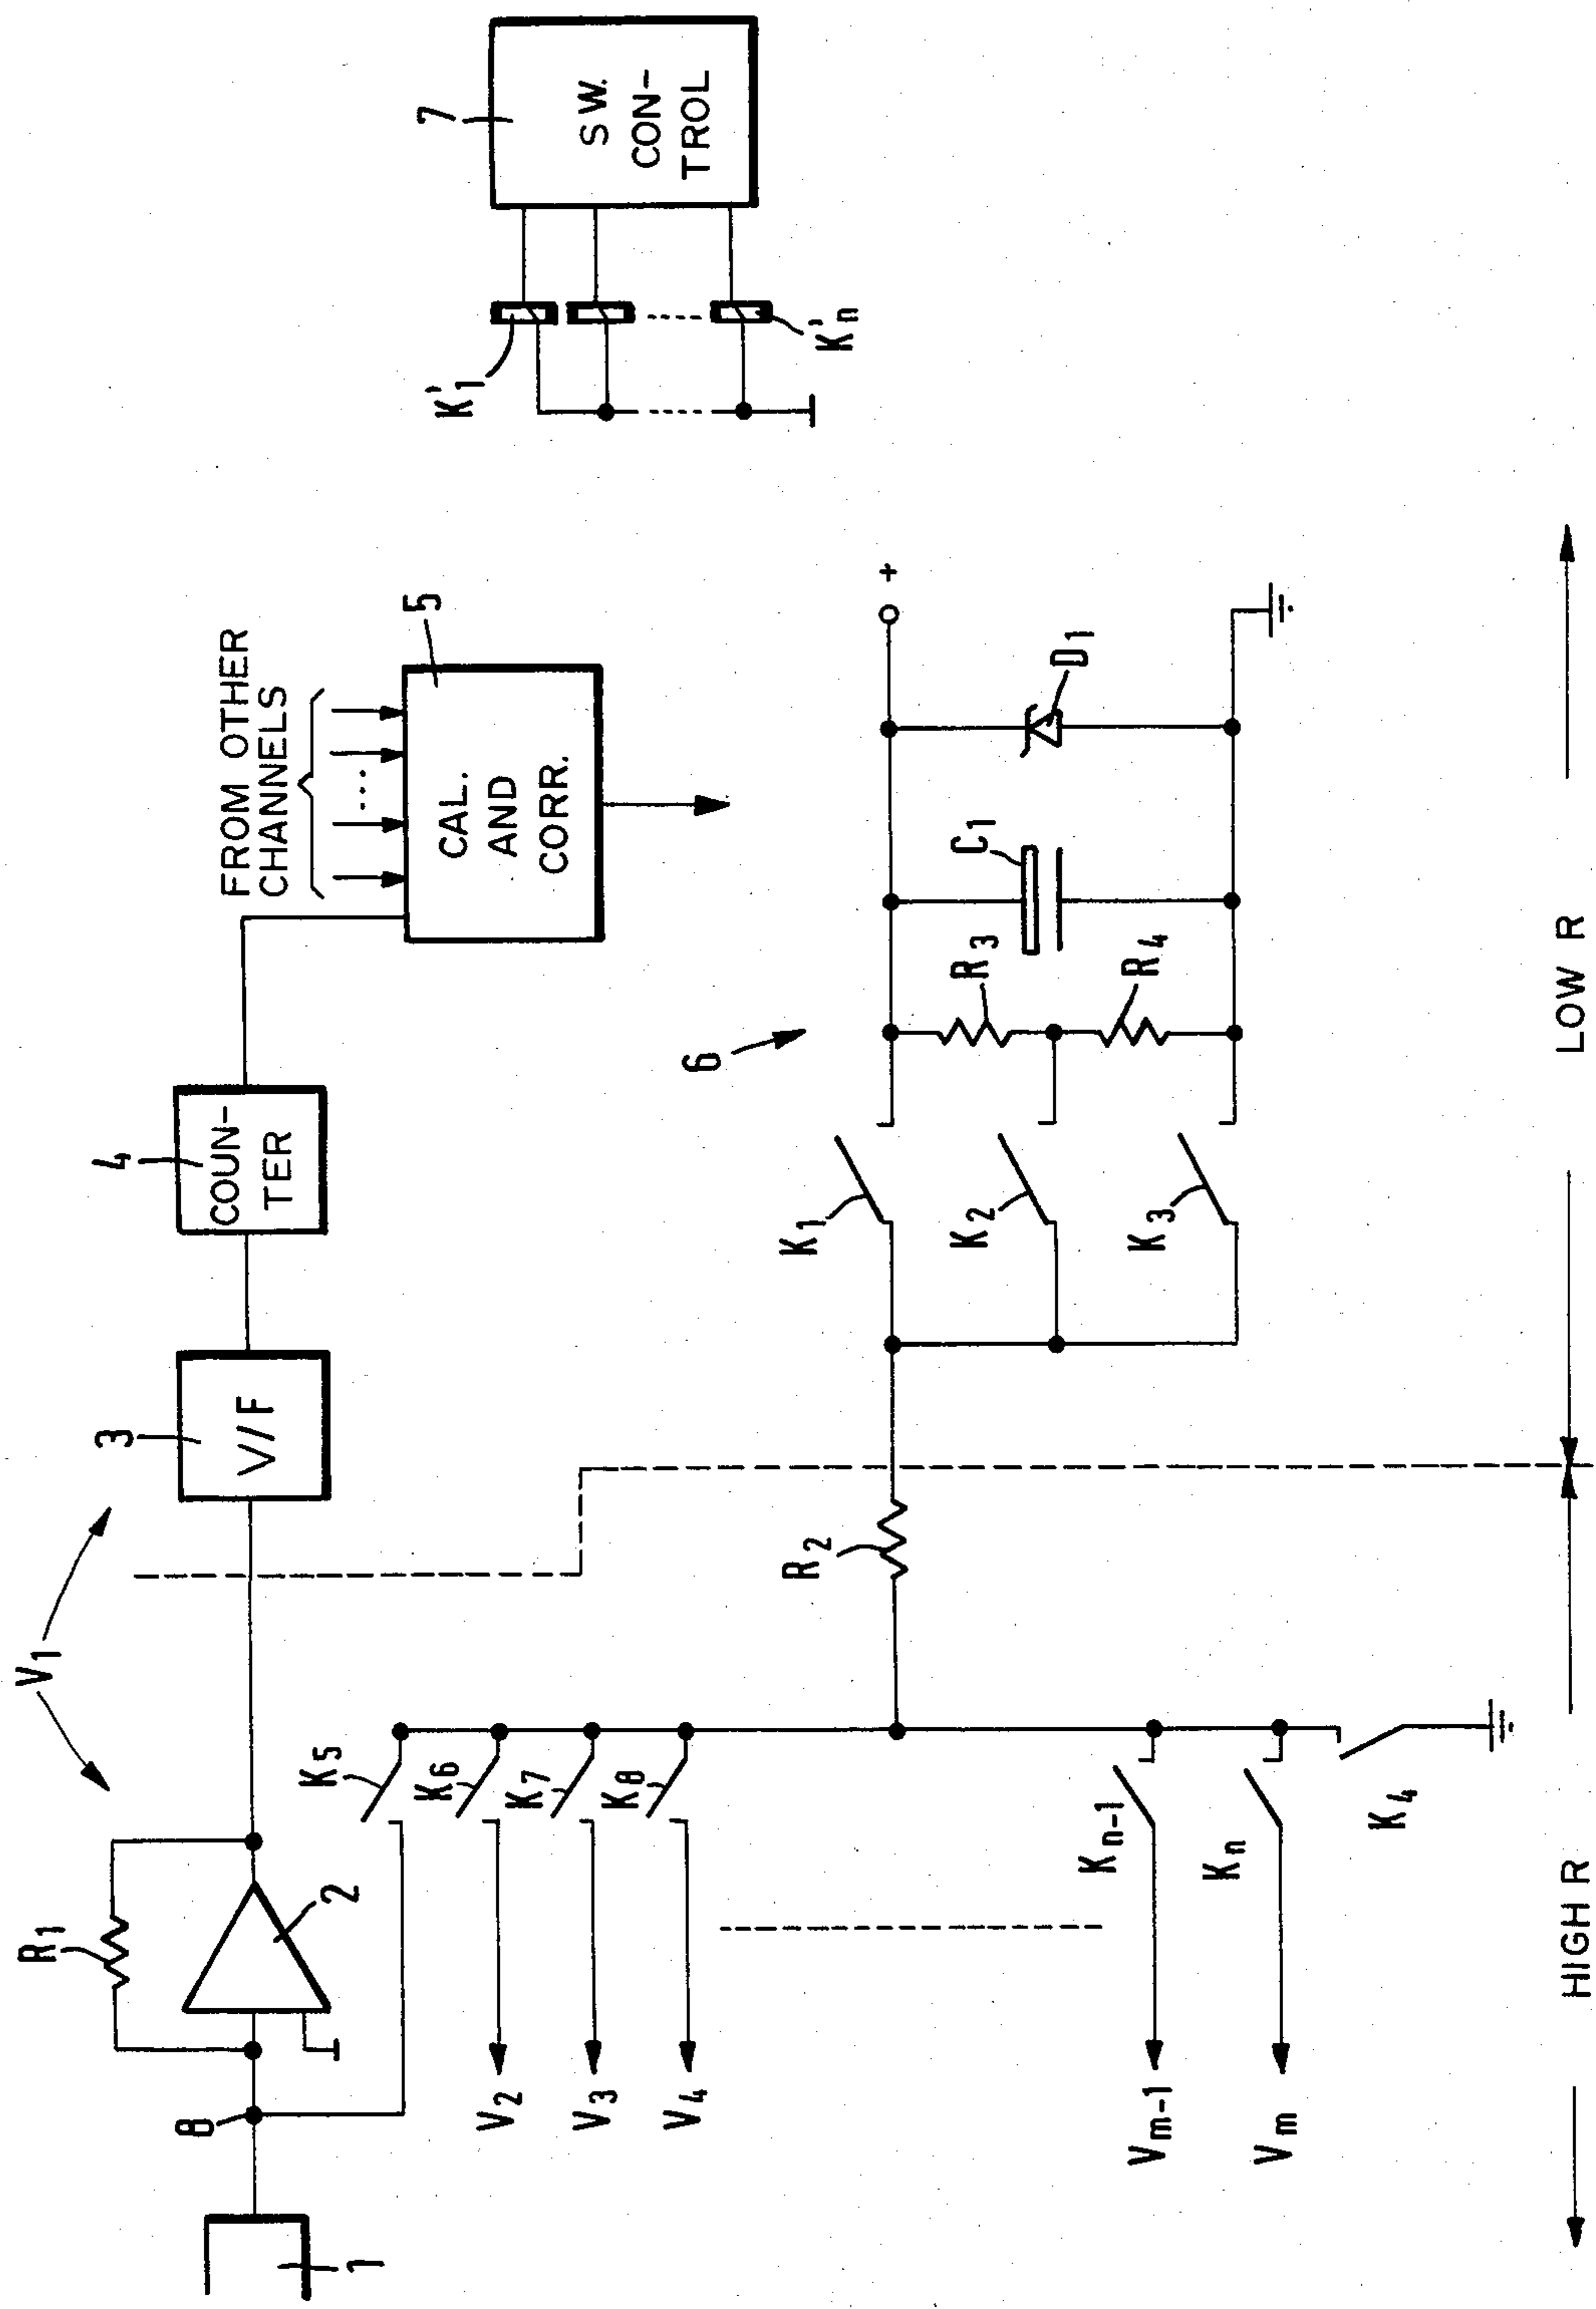 V1
R1
2
8
1
3
V/F
4
COUN-
TER
FROM OTHER
CHANNELS
5
CAL.
AND
CORR.
7
SW.
CON-
TROL
K'1
K'n
K5
K6
K7
K8
V2
V3
V4
Kn-1
Kn
K4
Vm-1
Vm
R2
6
K1
K2
K3
R3
R4
C1
D1
+
HIGH R
LOW R